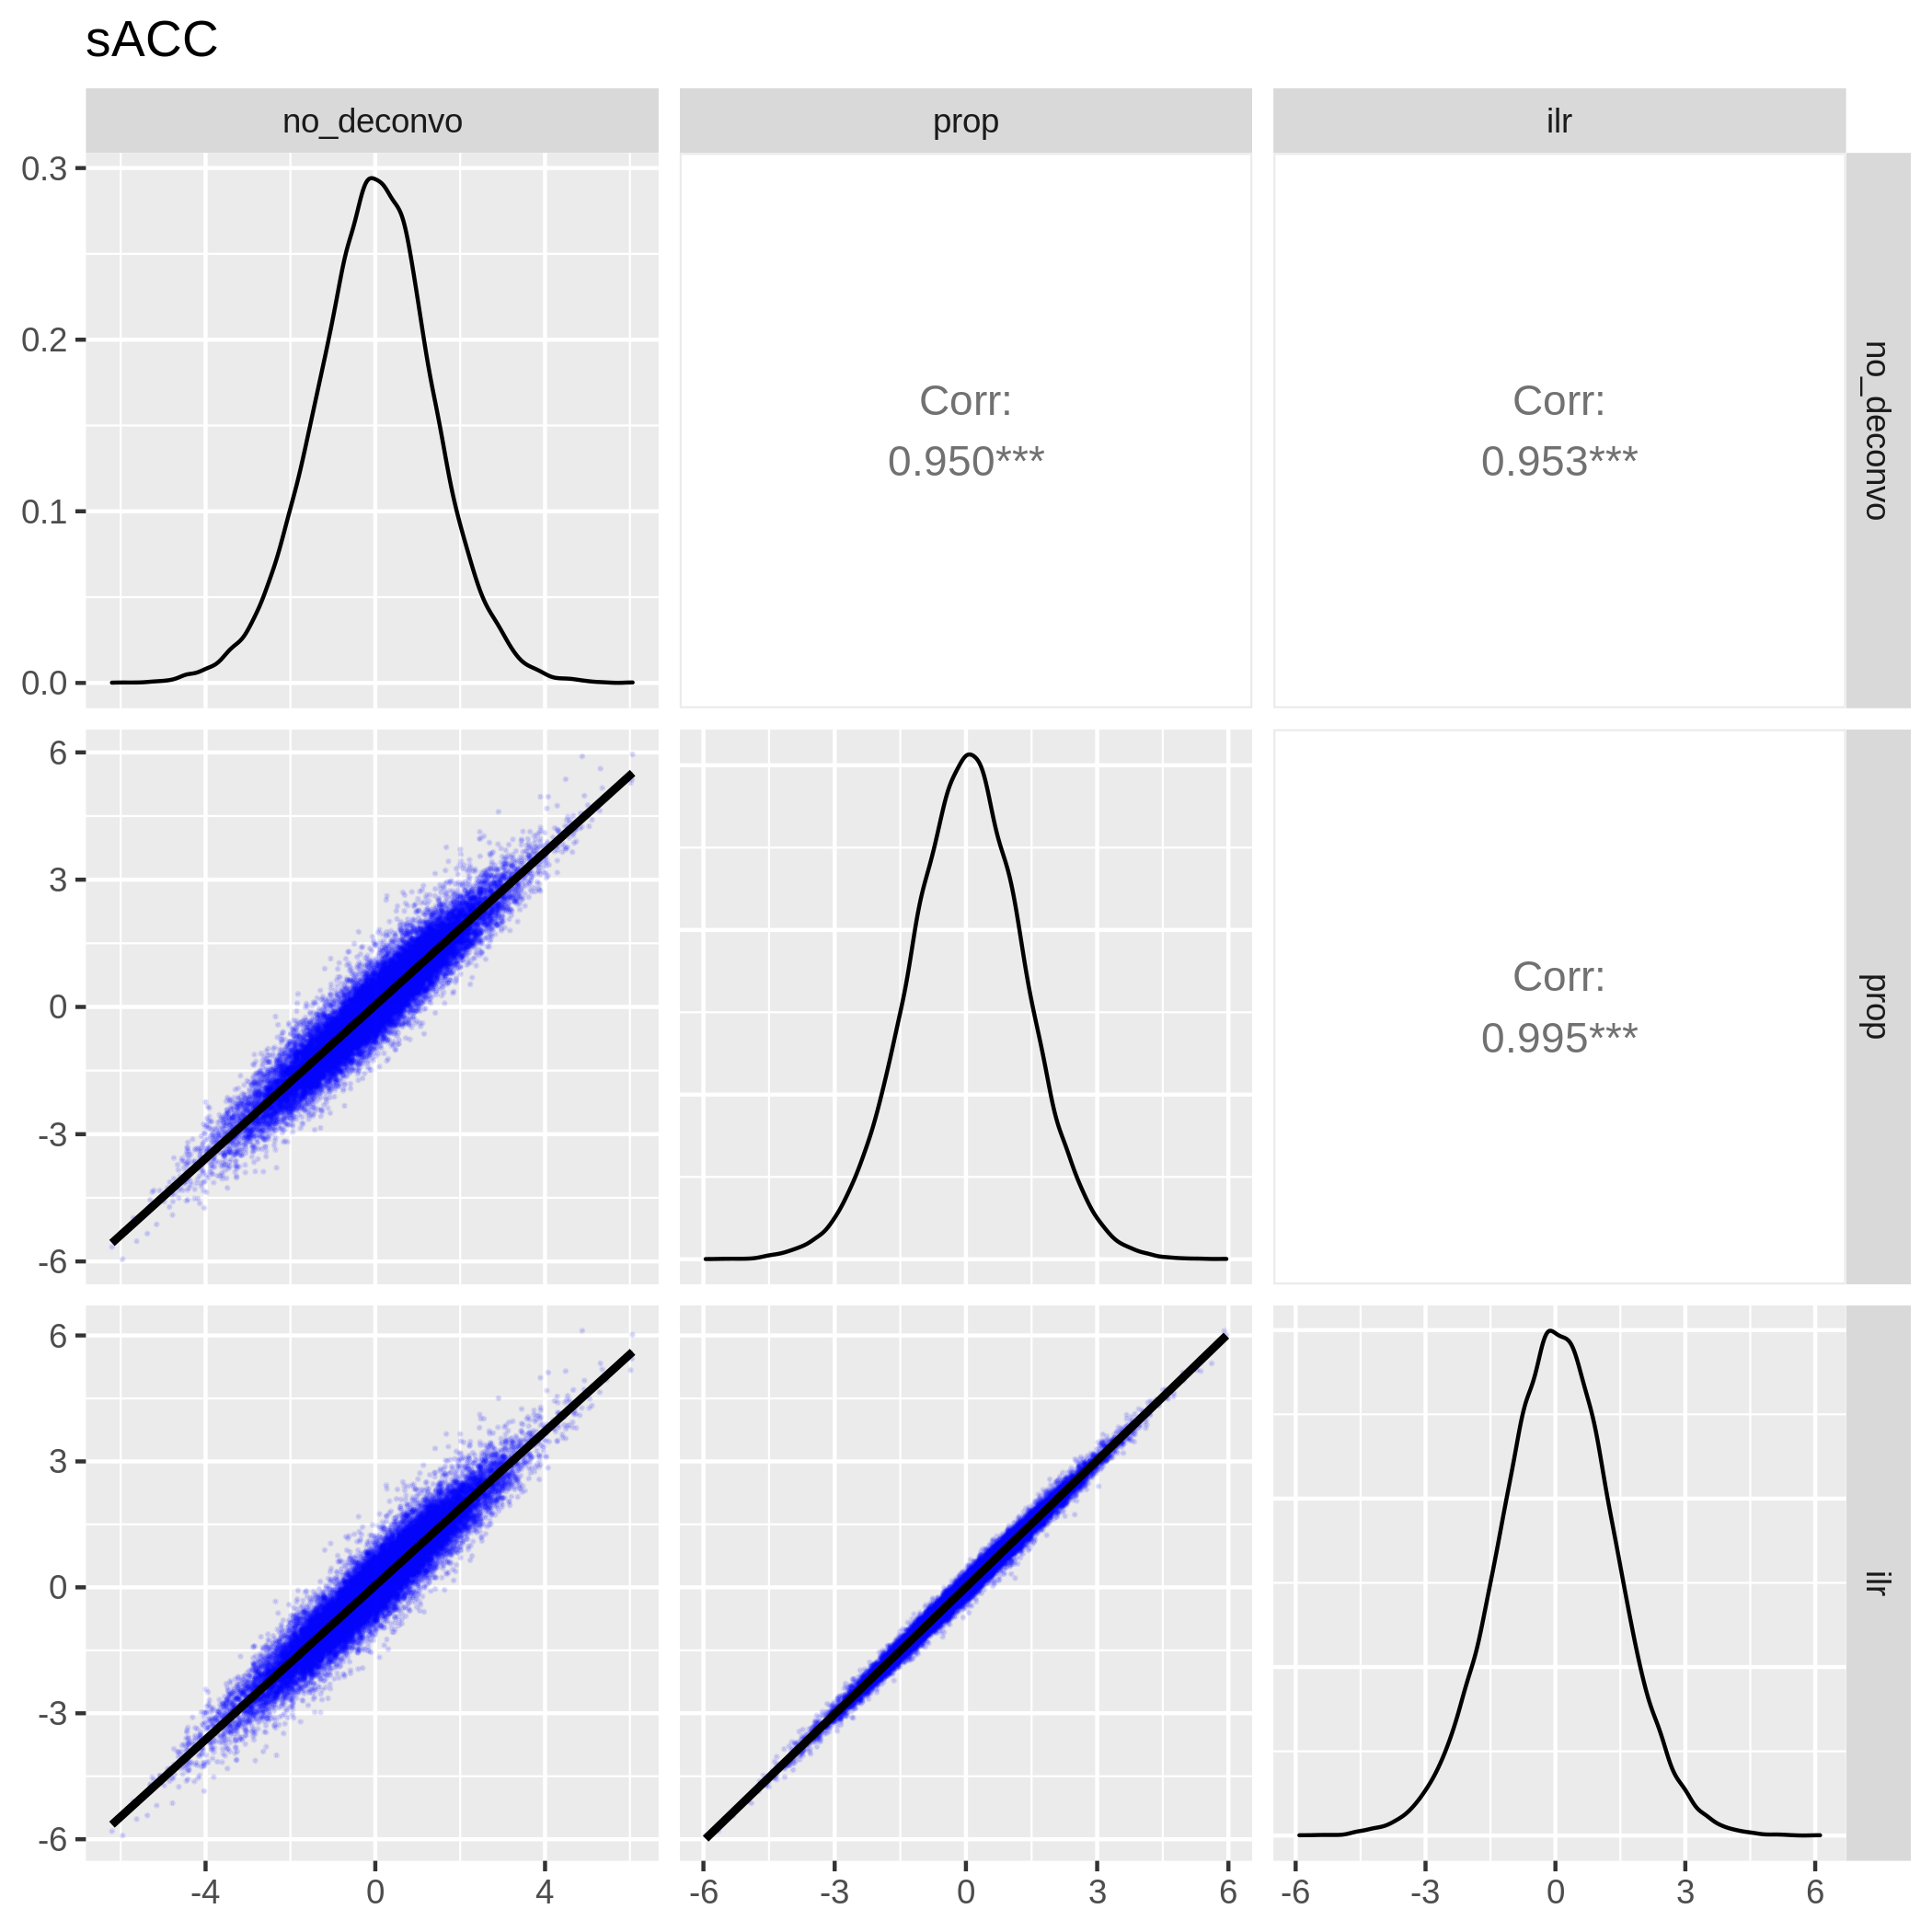 sACC
no_deconvo prop ilr
0.3
0.2
0.1
0.0
Corr:
0.950***
Corr:
0.953***
no_deconvo
6
3
0
-3
-6
Corr:
0.995***
prop
6
3
0
-3
-6
ilr
-4 0 4 -6 -3 0 3 6 -6 -3 0 3 6